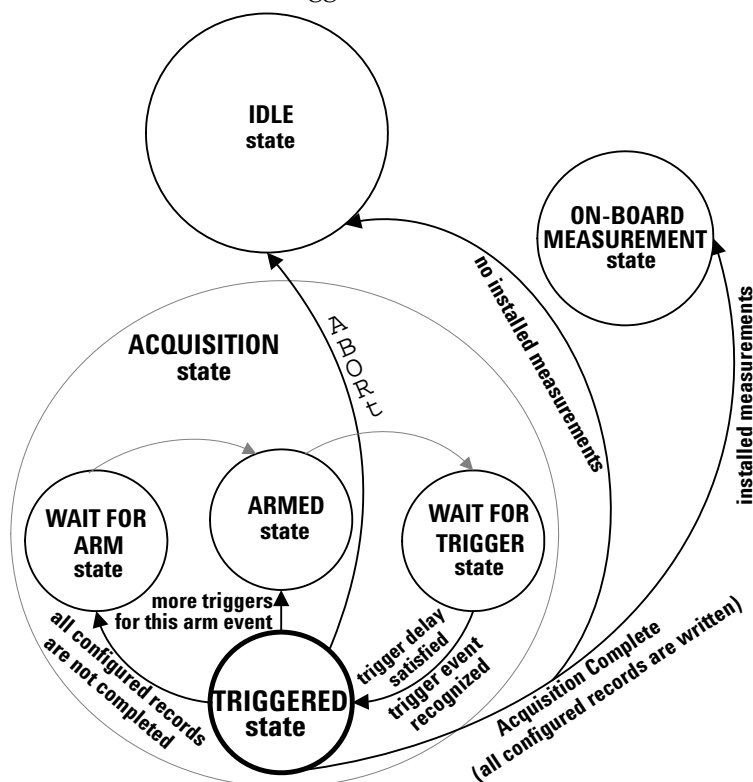 IDLE
state
ON-BOARD
MEASUREMENT
state
no installed measurements
installed measurements
ABORt
ACQUISITION
state
WAIT FOR
ARM
state
ARMED
state
WAIT FOR
TRIGGER
state
more triggers
for this arm event
all configured records
are not completed
trigger delay
satisfied
trigger event
recognized
TRIGGERED
state
Acquisition Complete
(all configured records are written)